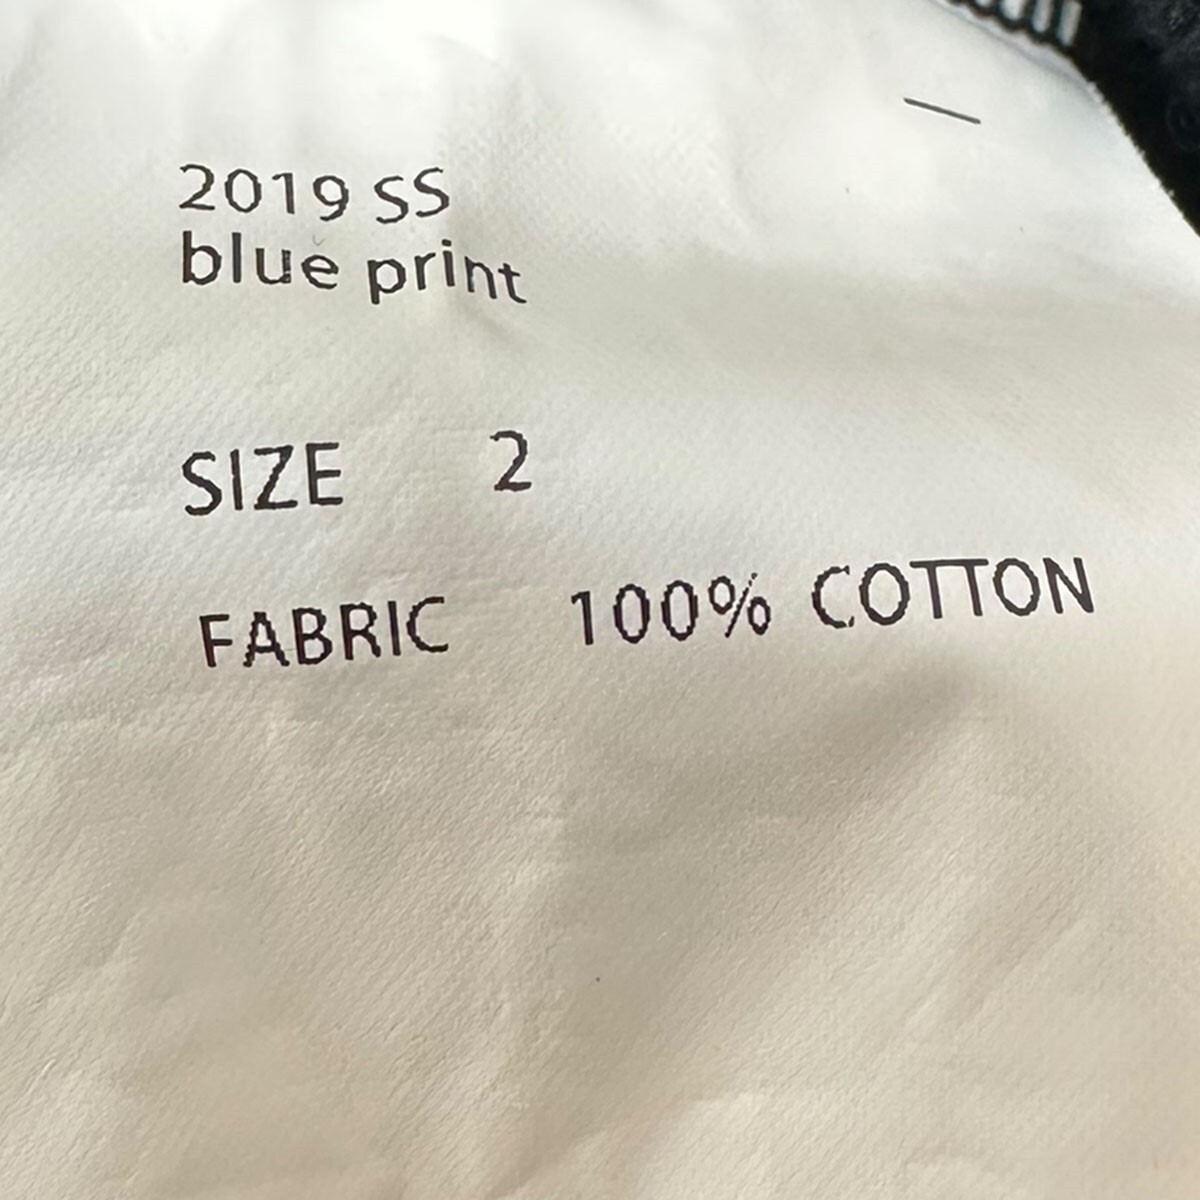 2019 SS
blue print
SIZE 2
FABRIC 100% COTTON